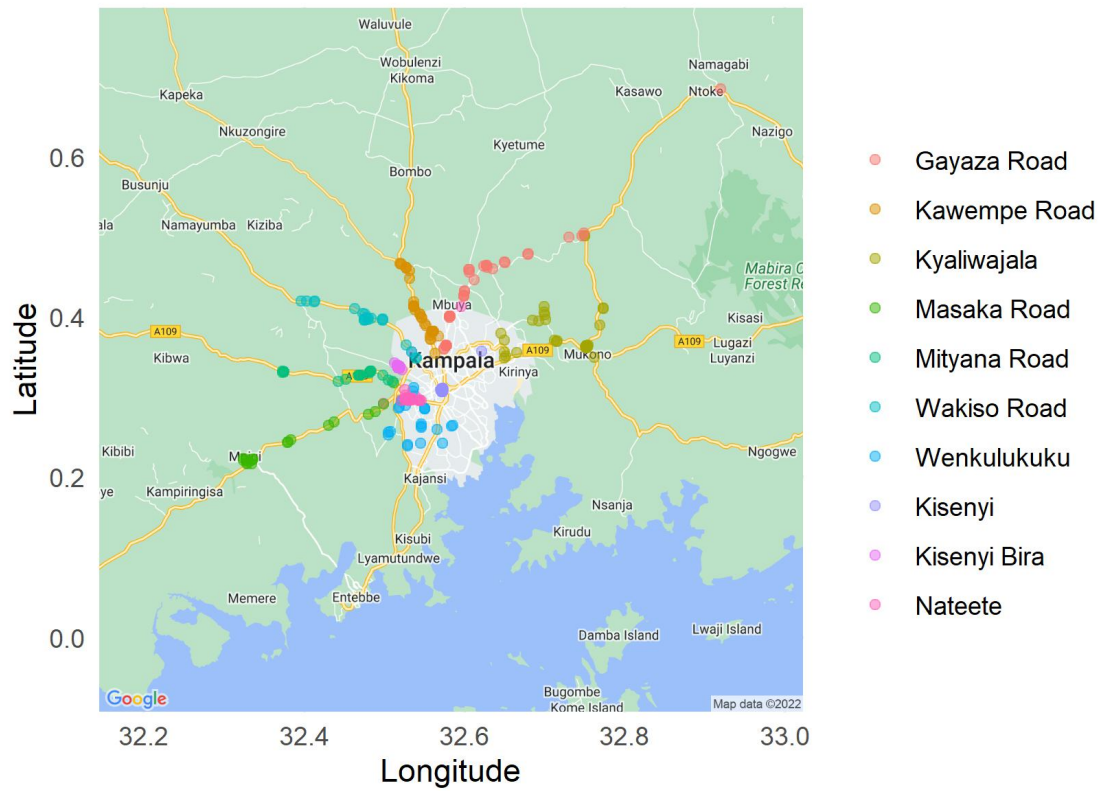 Waluvule
Wobulenzi
Kikoma
Namagabi
Kapeka
Kasawo
Ntoke
Nkuzongire
Nazigo
Kyetume
0.6
Bombo
Busunju
ala
Namayumba
Kiziba
Mabira C
Forest Re
Mbuya
0.4
Kisasi
A109
A109
A109
Lugazi
Luyanzi
Kibwa
Mukono
Kampala
Kirinya
Latitude
Kibibi
Ngogwe
0.2
ye
Kampiringisa
Kajansi
Nsanja
Kisubi
Kirudu
Lyamutundwe
Memere
Entebbe
0.0
Damba Island
Lwaji Island
Bugombe
Kome Island
Google
Map data ©2022
32.2
32.4
32.6
32.8
33.0
Longitude
Gayaza Road
Kawempe Road
Kyaliwajala
Masaka Road
Mityana Road
Wakiso Road
Wenkulukuku
Kisenyi
Kisenyi Bira
Nateete